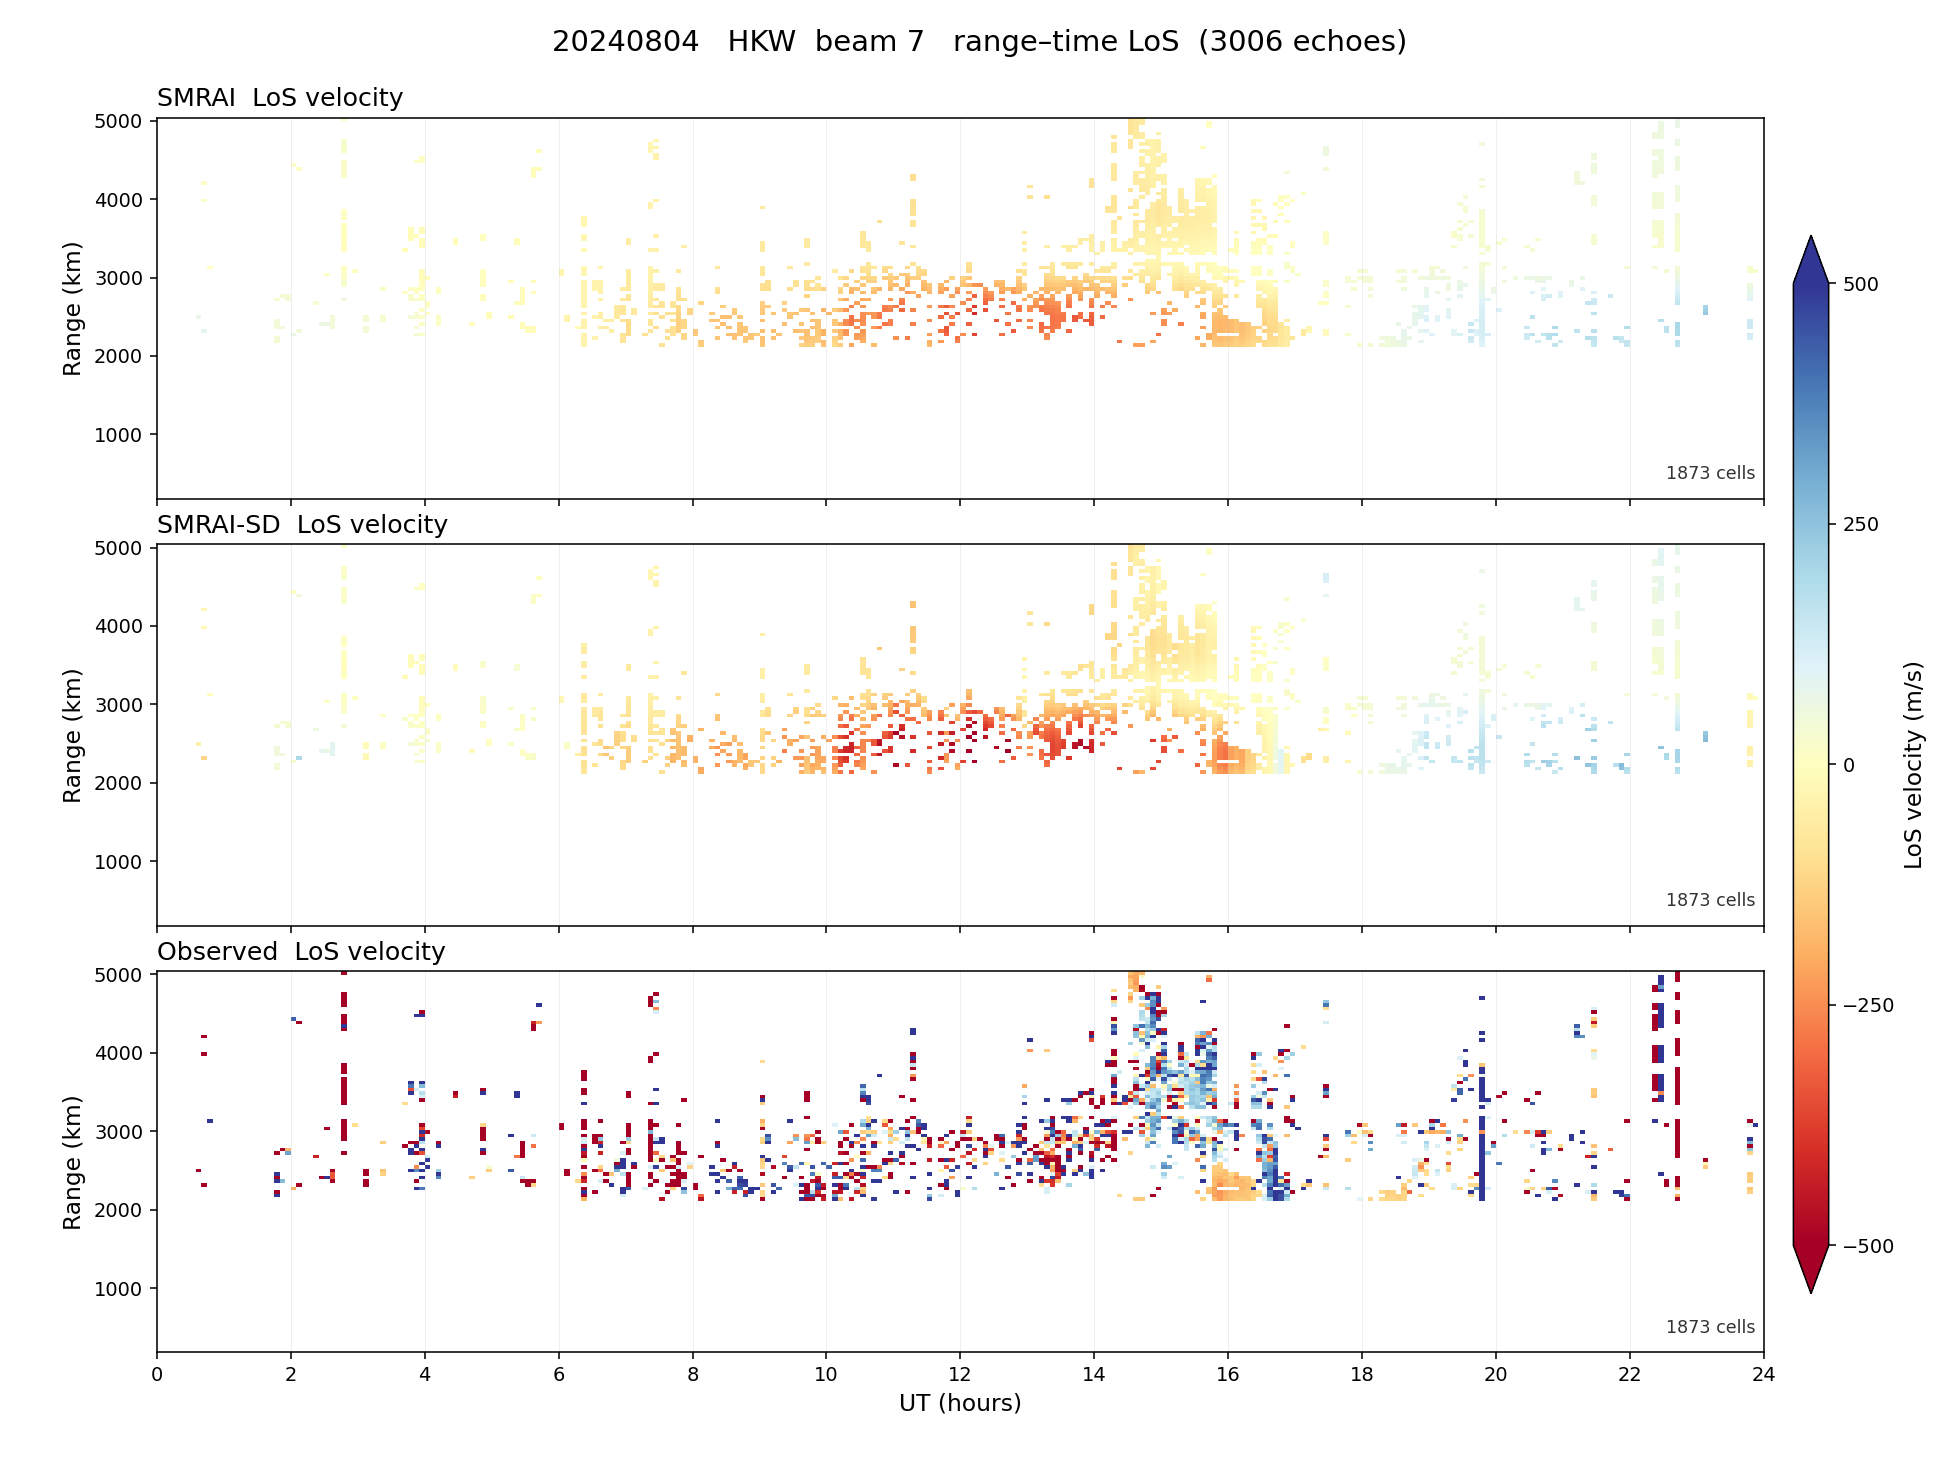 20240804   HKW  beam 7   range–time LoS  (3006 echoes)
SMRAI  LoS velocity
5000
4000
3000
2000
1000
Range (km)
1873 cells
SMRAI-SD  LoS velocity
5000
4000
3000
2000
1000
Range (km)
1873 cells
Observed  LoS velocity
5000
4000
3000
2000
1000
Range (km)
1873 cells
0 2 4 6 8 10 12 14 16 18 20 22 24
UT (hours)
500
250
0
−250
−500
LoS velocity (m/s)